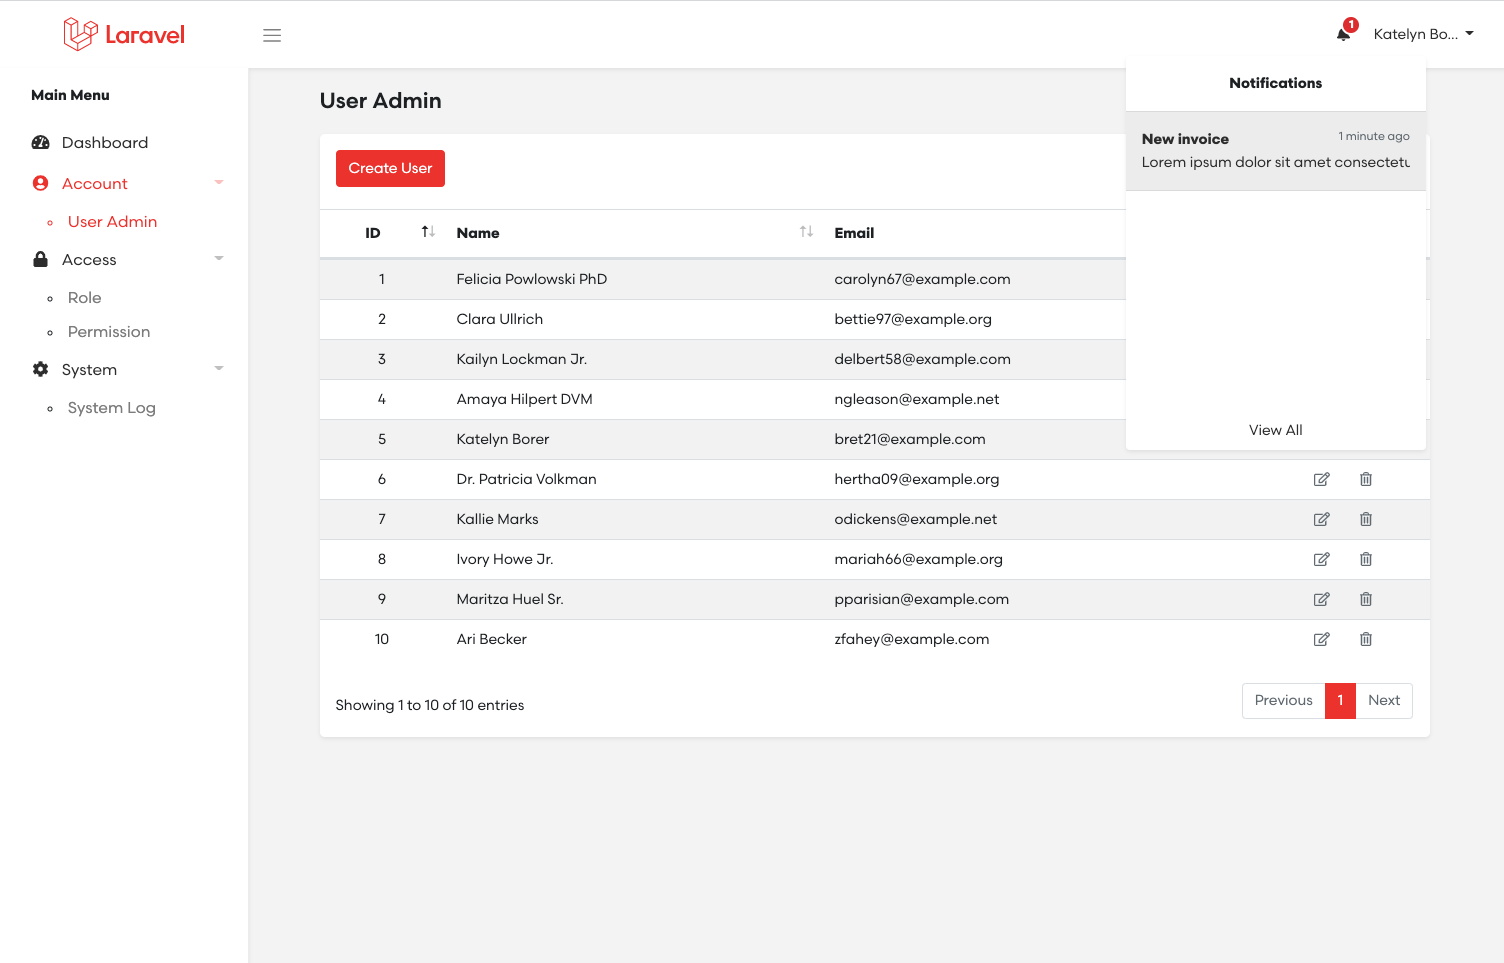 Laravel
1
Katelyn Bo...
Main Menu
Dashboard
Account
User Admin
Access
Role
Permission
System
System Log
User Admin
Create User
Notifications
New invoice 1 minute ago
Lorem ipsum dolor sit amet consectetu
View All
ID Name Email
1 Felicia Powlowski PhD carolyn67@example.com
2 Clara Ullrich bettie97@example.org
3 Kailyn Lockman Jr. delbert58@example.com
4 Amaya Hilpert DVM ngleason@example.net
5 Katelyn Borer bret21@example.com
6 Dr. Patricia Volkman hertha09@example.org
7 Kallie Marks odickens@example.net
8 Ivory Howe Jr. mariah66@example.org
9 Maritza Huel Sr. pparisian@example.com
10 Ari Becker zfahey@example.com
Showing 1 to 10 of 10 entries
Previous 1 Next